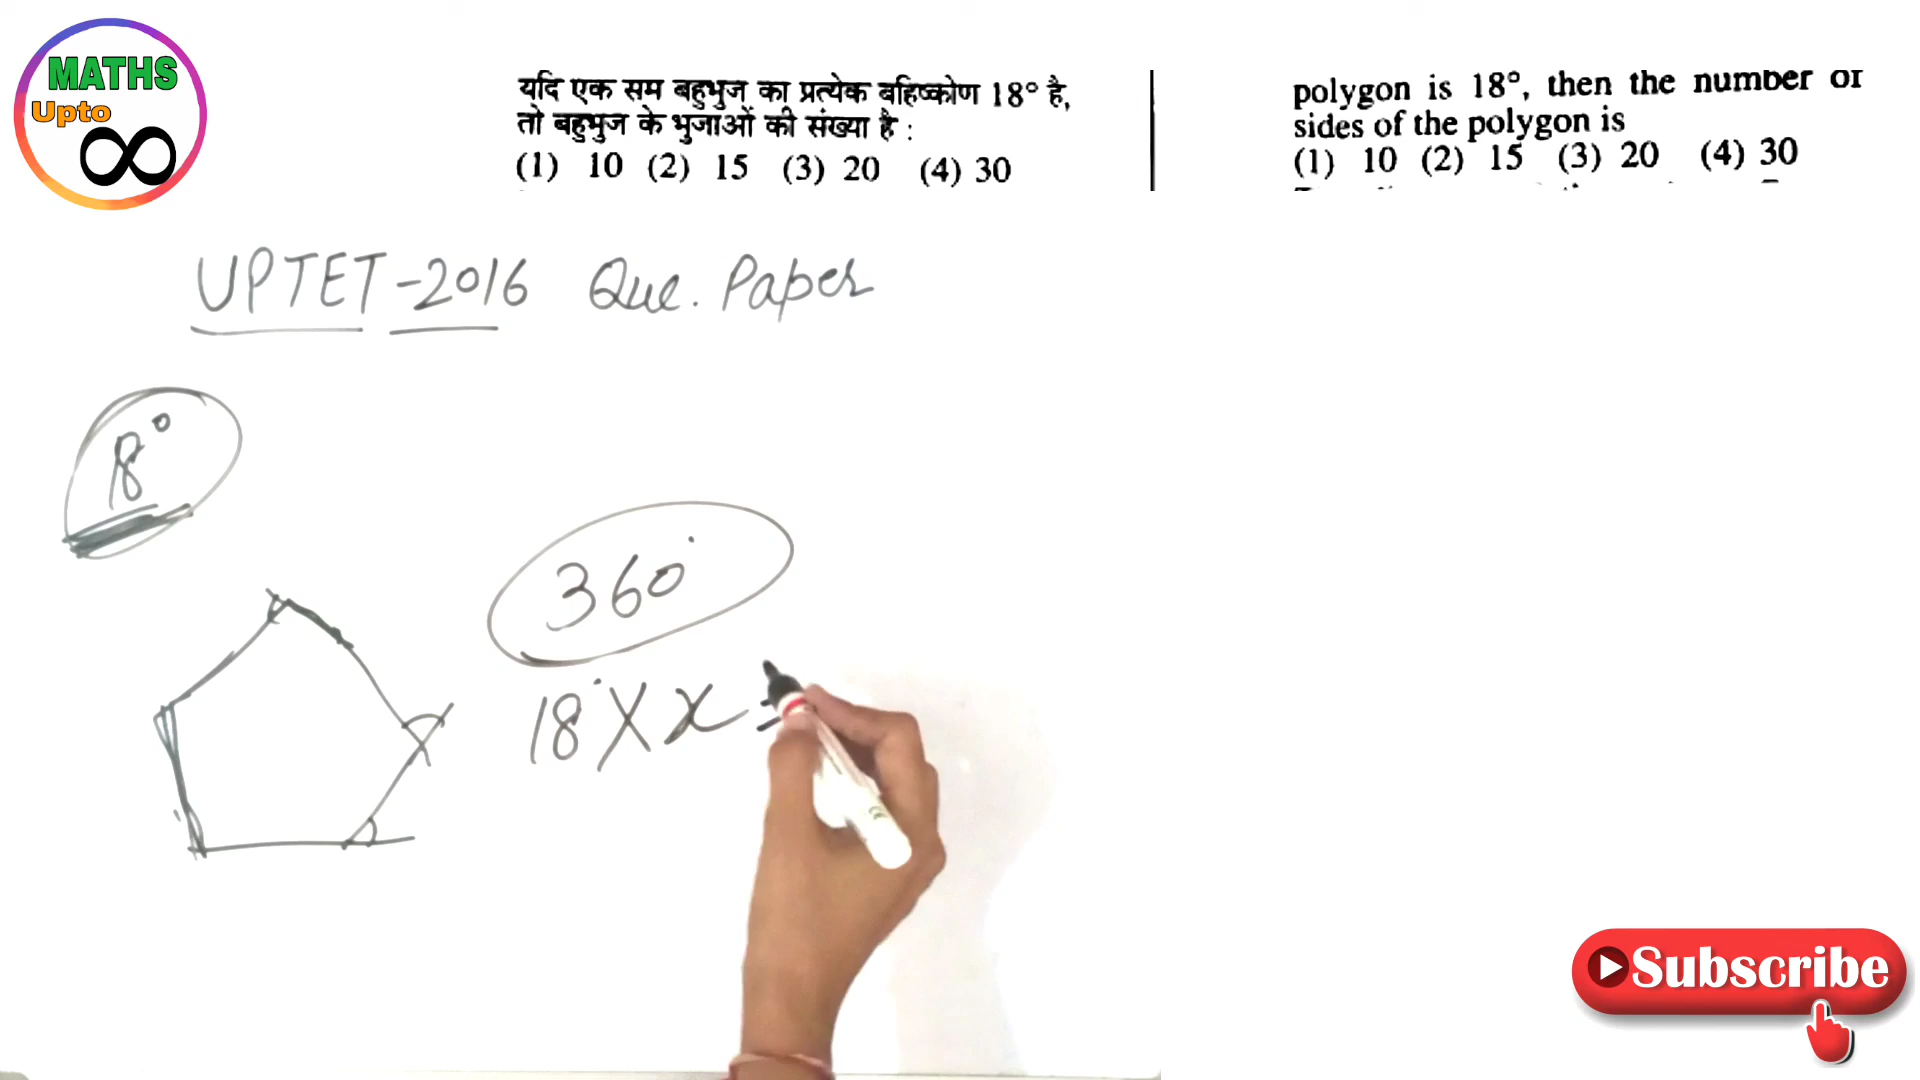 MATHS
Upto
∞
यदि एक सम बहुभुज का प्रत्येक बहिष्कोण 18° है,
तो बहुभुज के भुजाओं की संख्या है :
(1) 10 (2) 15 (3) 20 (4) 30
polygon is 18°, then the number of
sides of the polygon is
(1) 10 (2) 15 (3) 20 (4) 30
UPTET-2016 Que. Paper
18°
360°
18° X x =
Subscribe